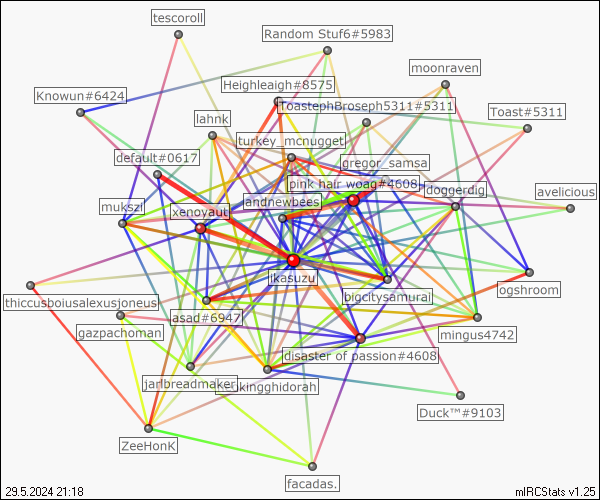 tescoroll
Random Stuf6#5983
moonraven
Heighleaigh#8575
Knowun#6424
ToastephBroseph5311#5311
Toast#5311
lahnk
turkey_mcnugget
default#0617
gregor_samsa
pink hair woag#4608
doggerdig
avelicious
andnewbees
mukszi
xenoyaut
jikasuzu
ogshroom
bigcitysamurai
thiccusboiusalexusjoneus
asad#6947
gazpachoman
mingus4742
disaster of passion#4608
jarlbreadmaker
kingghidorah
Duck™#9103
ZeeHonK
facadas.
29.5.2024 21:18
mIRCStats v1.25